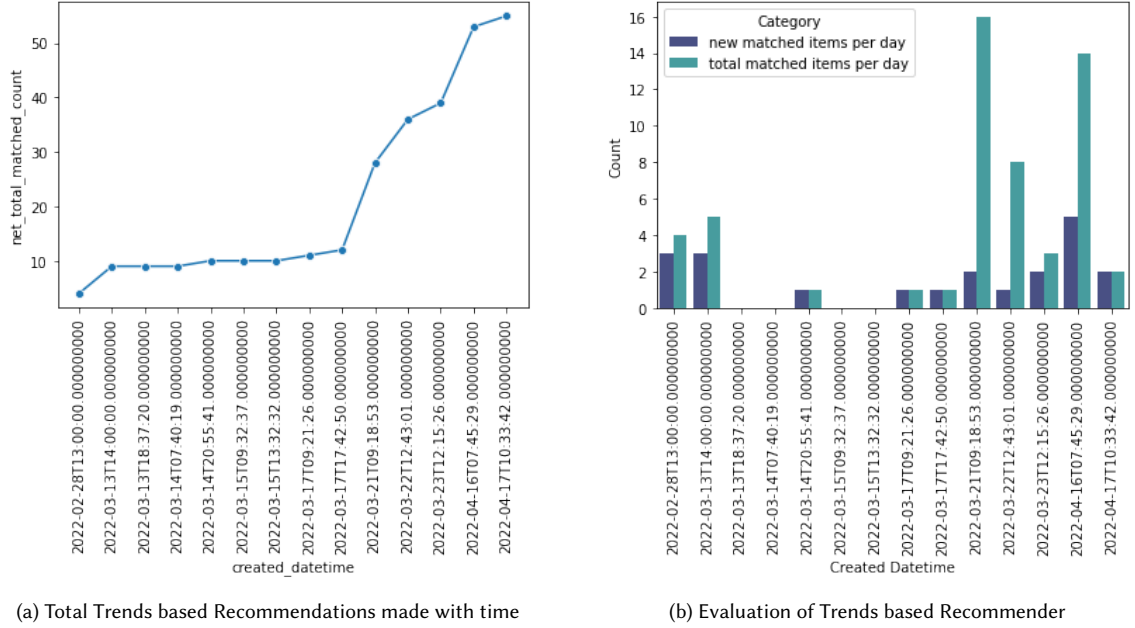 50
40
30
20
10
net_total_matched_count
2022-02-28T13:00:00.000000000
2022-03-13T14:00:00.000000000
2022-03-13T18:37:20.000000000
2022-03-14T07:40:19.000000000
2022-03-14T20:55:41.000000000
2022-03-15T09:32:37.000000000
2022-03-15T13:32:32.000000000
2022-03-17T09:21:26.000000000
2022-03-17T17:42:50.000000000
2022-03-21T09:18:53.000000000
2022-03-22T12:43:01.000000000
2022-03-23T12:15:26.000000000
2022-04-16T07:45:29.000000000
2022-04-17T10:33:42.000000000
created_datetime
(a) Total Trends based Recommendations made with time
Category
new matched items per day
total matched items per day
16
14
12
10
8
6
4
2
0
Count
2022-02-28T13:00:00.000000000
2022-03-13T14:00:00.000000000
2022-03-13T18:37:20.000000000
2022-03-14T07:40:19.000000000
2022-03-14T20:55:41.000000000
2022-03-15T09:32:37.000000000
2022-03-15T13:32:32.000000000
2022-03-17T09:21:26.000000000
2022-03-17T17:42:50.000000000
2022-03-21T09:18:53.000000000
2022-03-22T12:43:01.000000000
2022-03-23T12:15:26.000000000
2022-04-16T07:45:29.000000000
2022-04-17T10:33:42.000000000
Created Datetime
(b) Evaluation of Trends based Recommender